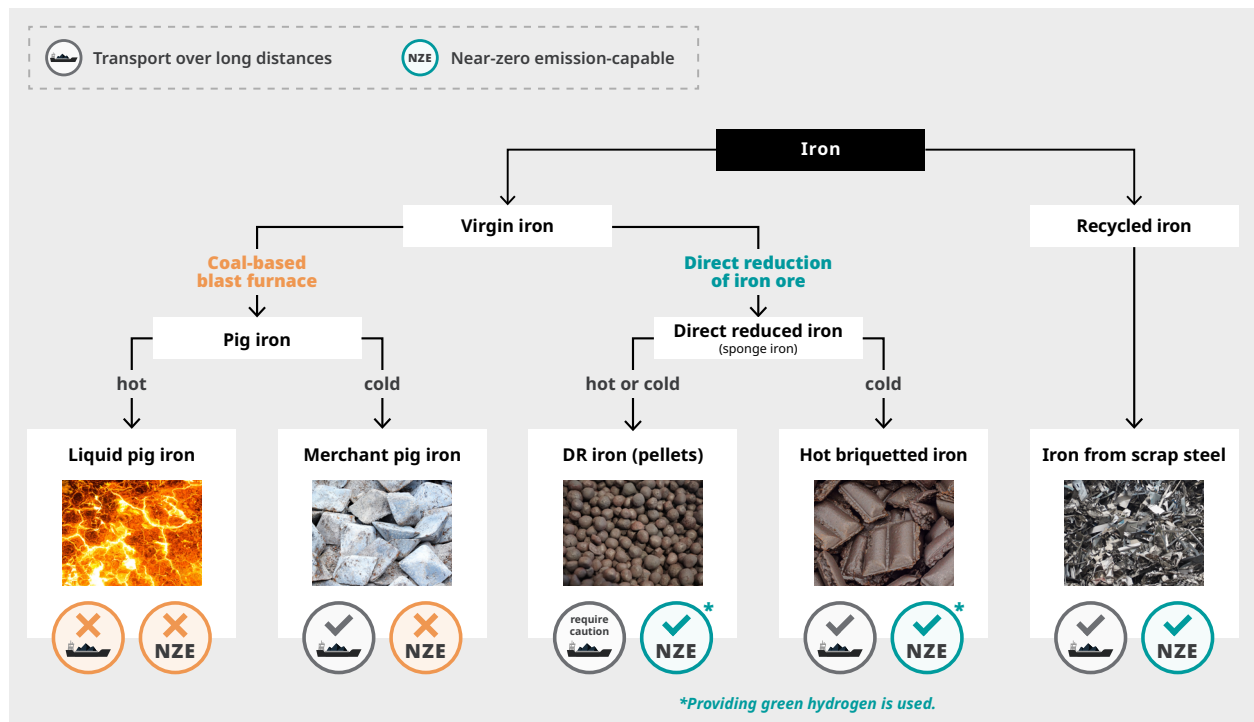 Transport over long distances
NZE
Near-zero emission-capable
Iron
Virgin iron
Recycled iron
Coal-based
blast furnace
Direct reduction
of iron ore
Pig iron
Direct reduced iron
(sponge iron)
hot
cold
hot or cold
cold
Liquid pig iron
Merchant pig iron
DR iron (pellets)
Hot briquetted iron
Iron from scrap steel
NZE
NZE
require
caution
*
NZE
*
NZE
NZE
*Providing green hydrogen is used.